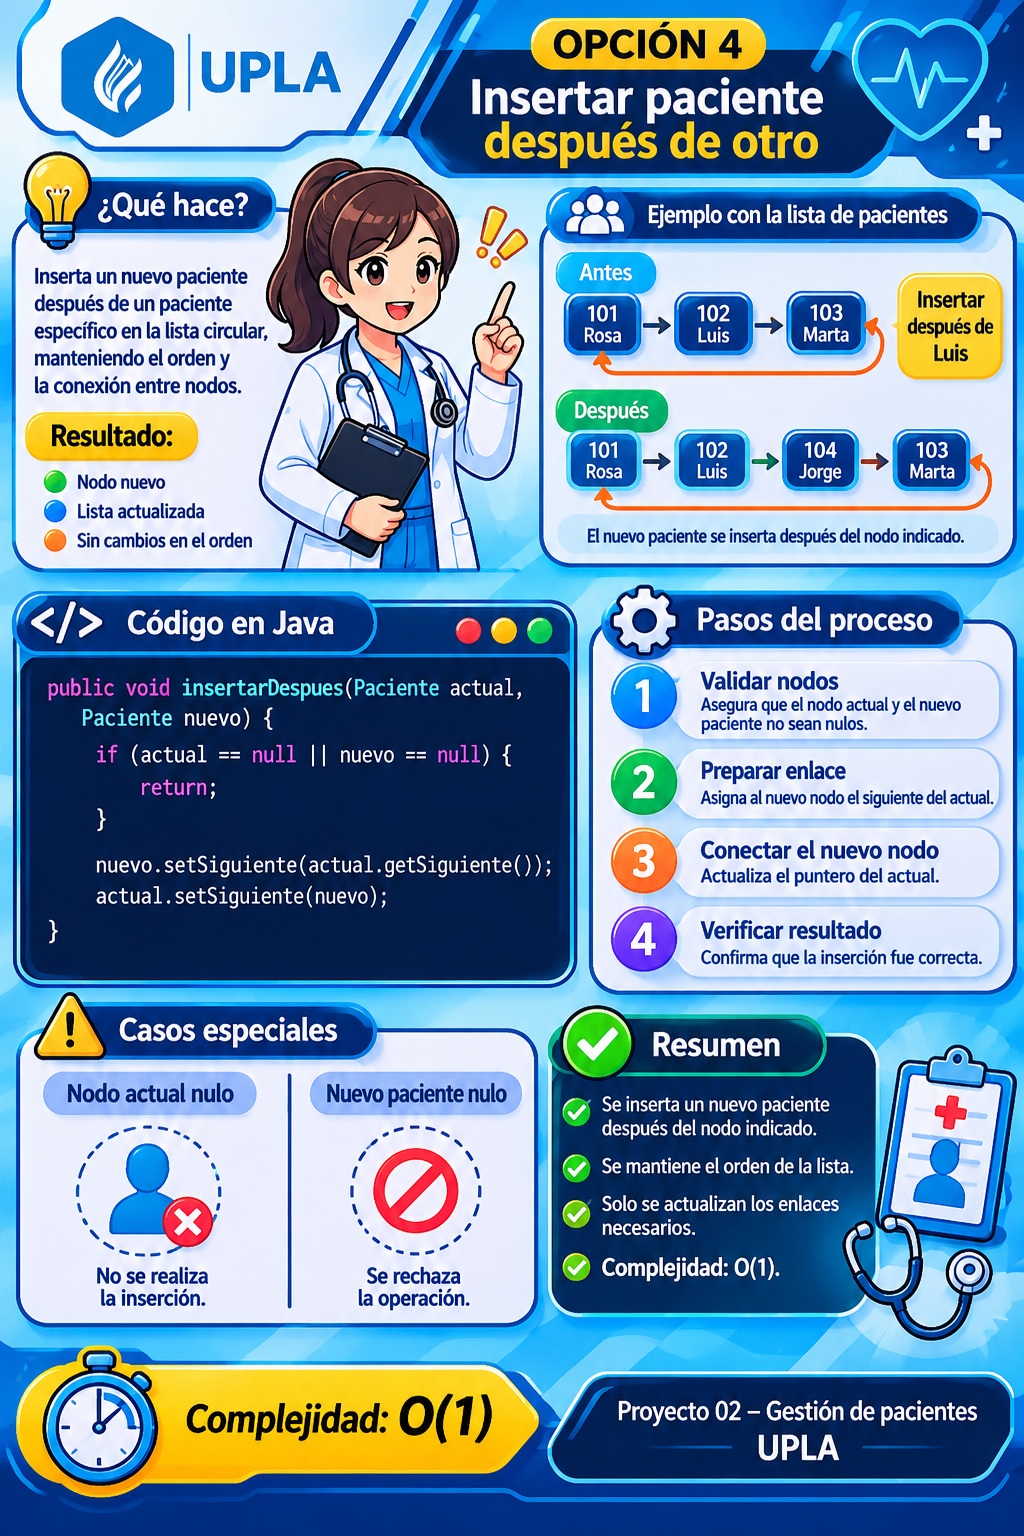 UPLA
OPCIÓN 4
Insertar paciente
después de otro
¿Qué hace?
Inserta un nuevo paciente
después de un paciente
específico en la lista circular,
manteniendo el orden y
la conexión entre nodos.
Resultado:
Nodo nuevo
Lista actualizada
Sin cambios en el orden
Ejemplo con la lista de pacientes
Antes
101
Rosa
102
Luis
103
Marta
Insertar
después de
Luis
Después
101
Rosa
102
Luis
104
Jorge
103
Marta
El nuevo paciente se inserta después del nodo indicado.
</> Código en Java
public void insertarDespues(Paciente actual,
Paciente nuevo) {
if (actual == null || nuevo == null) {
return;
}
nuevo.setSiguiente(actual.getSiguiente());
actual.setSiguiente(nuevo);
}
Pasos del proceso
1
Validar nodos
Asegura que el nodo actual y el nuevo
paciente no sean nulos.
2
Preparar enlace
Asigna al nuevo nodo el siguiente del actual.
3
Conectar el nuevo nodo
Actualiza el puntero del actual.
4
Verificar resultado
Confirma que la inserción fue correcta.
Casos especiales
Nodo actual nulo
No se realiza
la inserción.
Nuevo paciente nulo
Se rechaza
la operación.
Resumen
Se inserta un nuevo paciente
después del nodo indicado.
Se mantiene el orden de la lista.
Solo se actualizan los enlaces
necesarios.
Complejidad: O(1).
Complejidad: O(1)
Proyecto 02 – Gestión de pacientes
UPLA